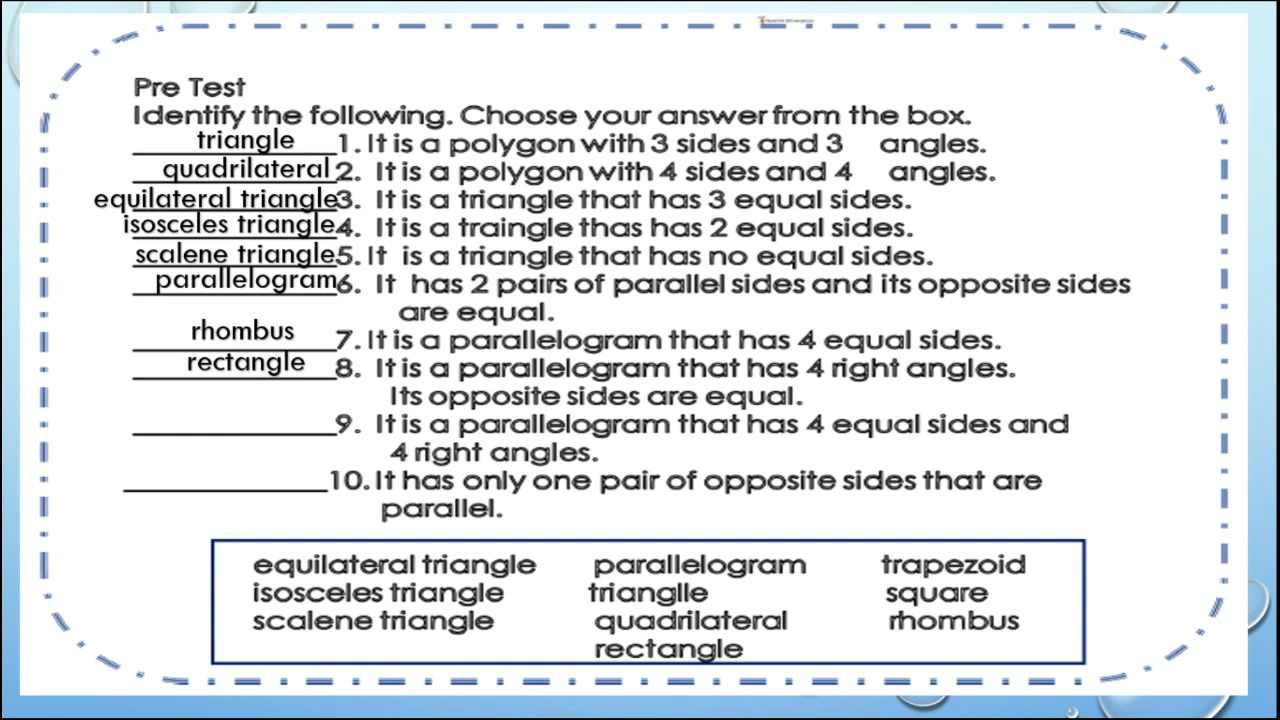 Pre Test
Identify the following. Choose your answer from the box.
triangle 1. It is a polygon with 3 sides and 3 angles.
quadrilateral 2. It is a polygon with 4 sides and 4 angles.
equilateral triangle 3. It is a triangle that has 3 equal sides.
isosceles triangle 4. It is a traingle thas has 2 equal sides.
scalene triangle 5. It is a triangle that has no equal sides.
parallelogram 6. It has 2 pairs of parallel sides and its opposite sides
are equal.
rhombus 7. It is a parallelogram that has 4 equal sides.
rectangle 8. It is a parallelogram that has 4 right angles.
Its opposite sides are equal.
____________ 9. It is a parallelogram that has 4 equal sides and
4 right angles.
____________ 10. It has only one pair of opposite sides that are
parallel.
equilateral triangle parallelogram trapezoid
isosceles triangle trianglle square
scalene triangle quadrilateral rhombus
rectangle